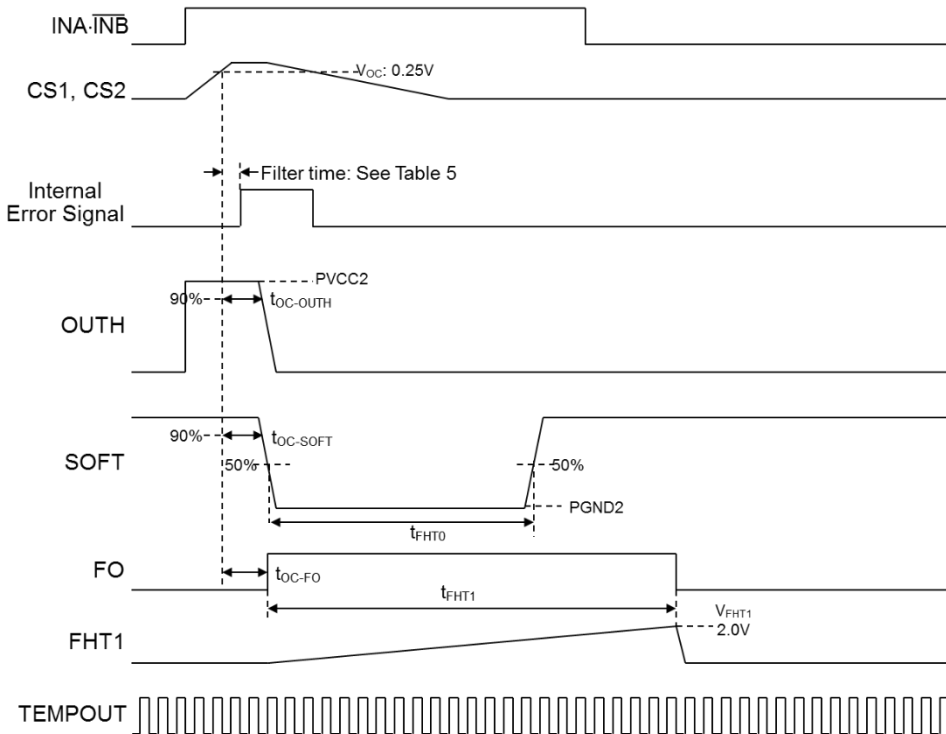 INA·INB
CS1, CS2
VOC: 0.25V
Filter time: See Table 5
Internal
Error Signal
PVCC2
90%
tOC-OUTH
OUTH
90%
tOC-SOFT
SOFT
50%
50%
PGND2
tFHT0
FO
tOC-FO
tFHT1
VFHT1
2.0V
FHT1
TEMPOUT